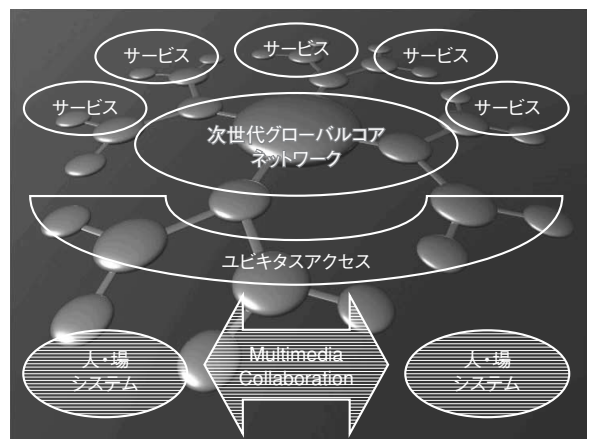 サービス
サービス
サービス
サービス
サービス
次世代グローバルコア
ネットワーク
ユビキタスアクセス
人・場
システム
Multimedia
Collaboration
人・場
システム